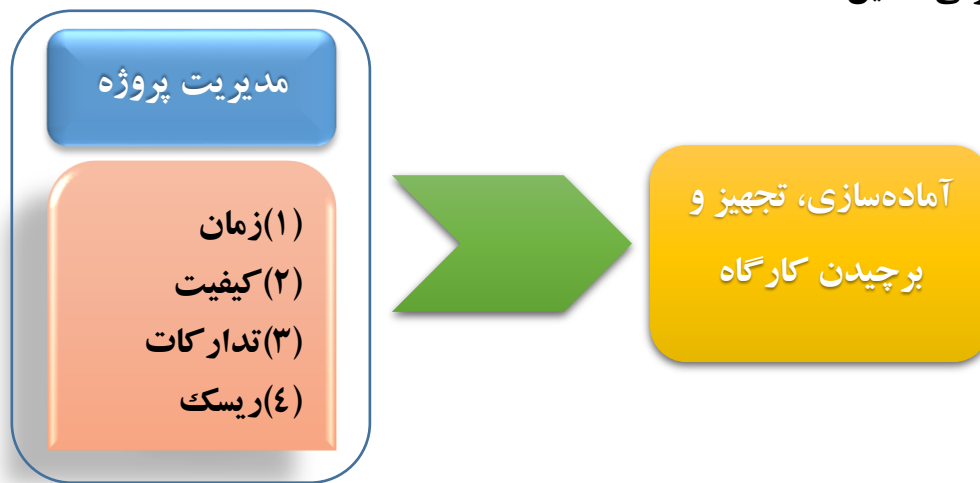 مدیریت پروژه
(۱)زمان
(۲)کیفیت
(۳)تدارکات
(٤)ریسک
آماده‌سازی، تجهیز و
برچیدن کارگاه